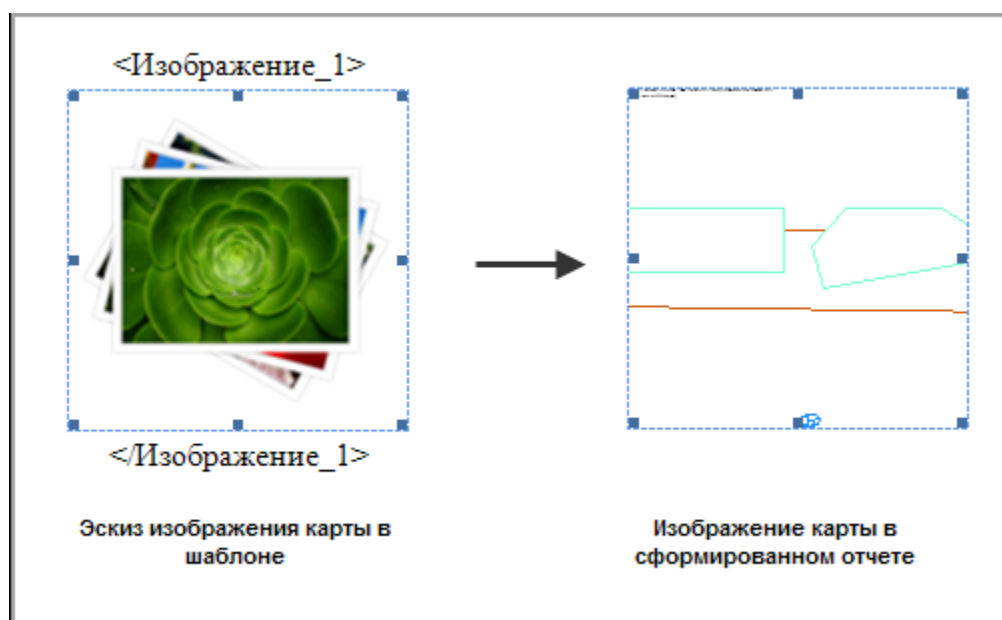 <Изображение_1>
</Изображение_1>
Эскиз изображения карты в
шаблоне
Изображение карты в
сформированном отчете